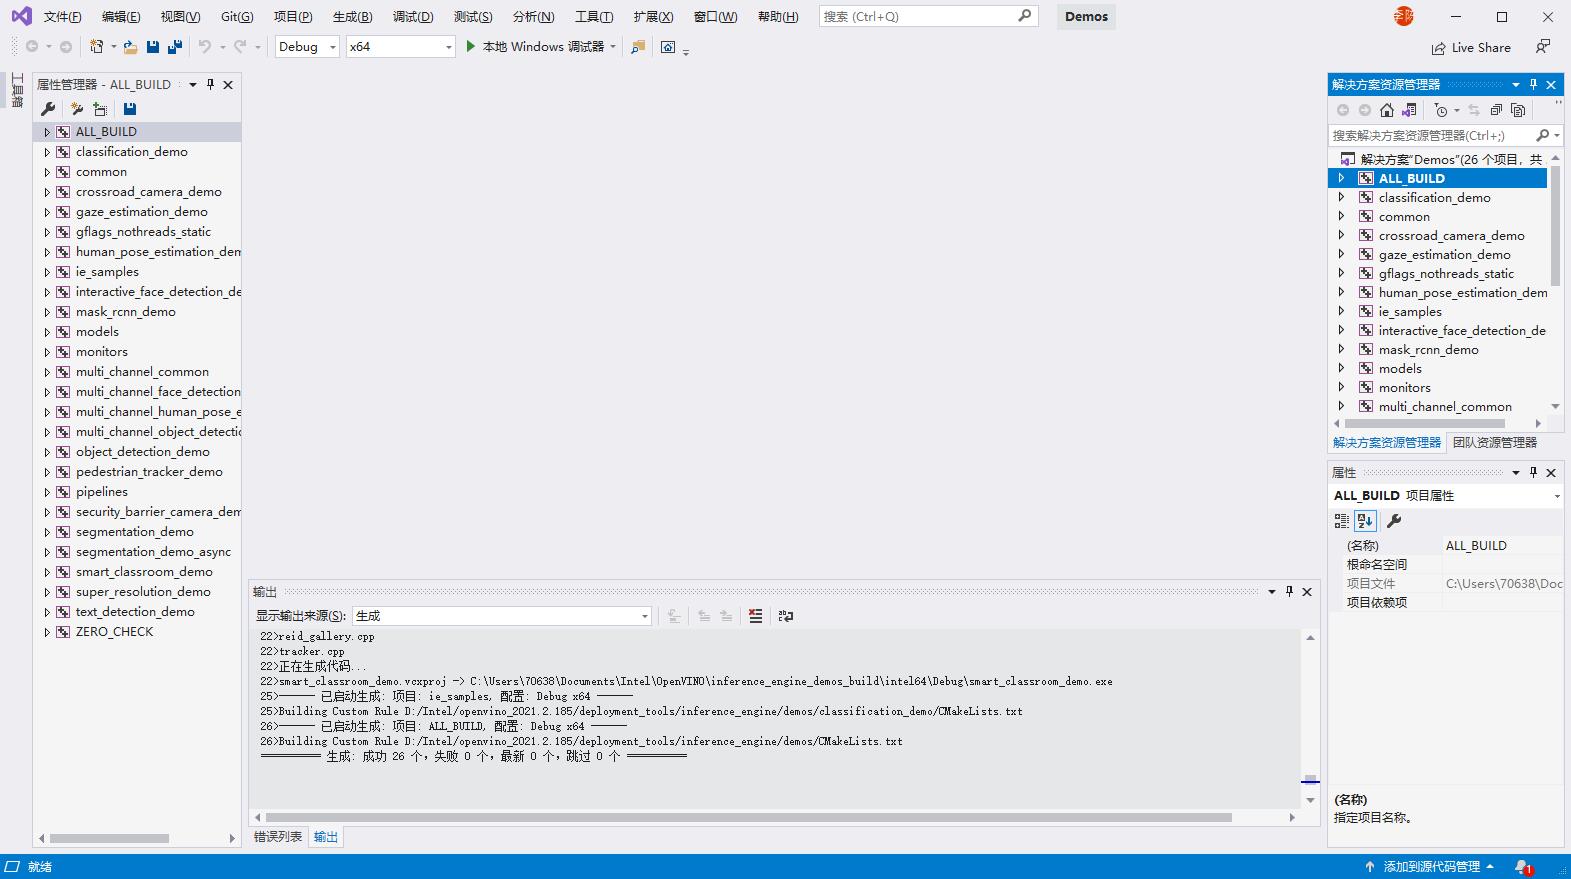 文件(F) 编辑(E) 视图(V) Git(G) 项目(P) 生成(B) 调试(D) 测试(S) 分析(N) 工具(T) 扩展(X) 窗口(W) 帮助(H) 搜索 (Ctrl+Q) Demos
Debug x64 本地 Windows 调试器 Live Share
工具箱
属性管理器 - ALL_BUILD
ALL_BUILD
classification_demo
common
crossroad_camera_demo
gaze_estimation_demo
gflags_nothreads_static
human_pose_estimation_dem
ie_samples
interactive_face_detection_de
mask_rcnn_demo
models
monitors
multi_channel_common
multi_channel_face_detection
multi_channel_human_pose_e
multi_channel_object_detectic
object_detection_demo
pedestrian_tracker_demo
pipelines
security_barrier_camera_dem
segmentation_demo
segmentation_demo_async
smart_classroom_demo
super_resolution_demo
text_detection_demo
ZERO_CHECK
输出
显示输出来源(S): 生成
22>reid_gallery.cpp
22>tracker.cpp
22>正在生成代码...
22>smart_classroom_demo.vcxproj -> C:\Users\70638\Documents\Intel\OpenVINO\inference_engine_demos_build\intel64\Debug\smart_classroom_demo.exe
25>------ 已启动生成: 项目: ie_samples, 配置: Debug x64 ------
25>Building Custom Rule D:/Intel/openvino_2021.2.185/deployment_tools/inference_engine/demos/classification_demo/CMakeLists.txt
26>------ 已启动生成: 项目: ALL_BUILD, 配置: Debug x64 ------
26>Building Custom Rule D:/Intel/openvino_2021.2.185/deployment_tools/inference_engine/demos/CMakeLists.txt
========== 生成: 成功 26 个，失败 0 个，最新 0 个，跳过 0 个 ==========
错误列表 输出
解决方案资源管理器
搜索解决方案资源管理器(Ctrl+;)
解决方案"Demos"(26 个项目，共
ALL_BUILD
classification_demo
common
crossroad_camera_demo
gaze_estimation_demo
gflags_nothreads_static
human_pose_estimation_dem
ie_samples
interactive_face_detection_de
mask_rcnn_demo
models
monitors
multi_channel_common
解决方案资源管理器 团队资源管理器
属性
ALL_BUILD 项目属性
(名称) ALL_BUILD
根命名空间
项目文件 C:\Users\70638\Doc
项目依赖项
(名称)
指定项目名称。
就绪 添加到源代码管理 1